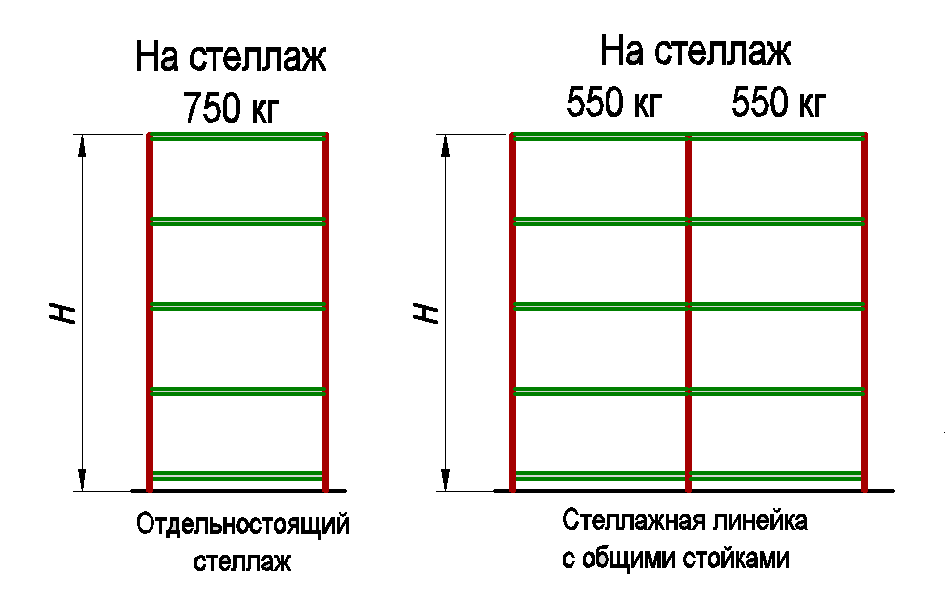 На стеллаж
750 кг
H
Отдельностоящий
стеллаж
На стеллаж
550 кг 550 кг
H
Стеллажная линейка
с общими стойками